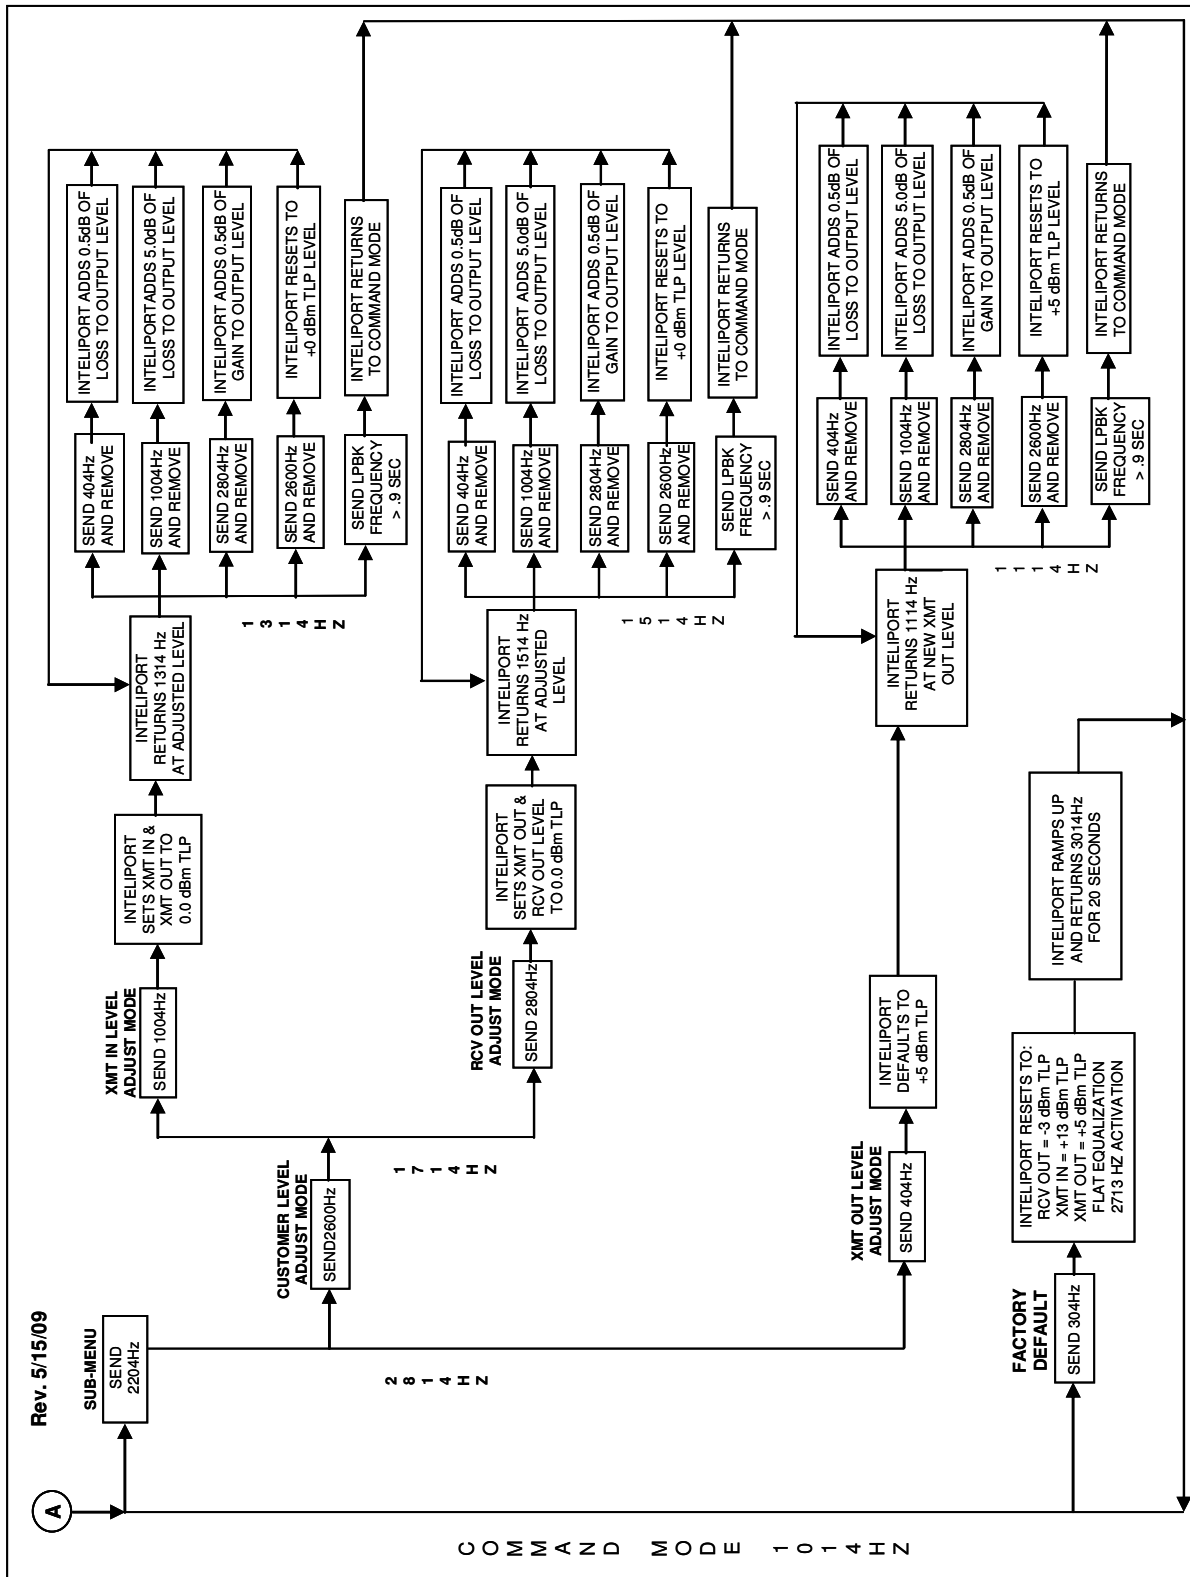 Rev. 5/15/09
A
COMMAND MODE 1014HZ
SUB-MENU
SEND
2204Hz
2814HZ
CUSTOMER LEVEL
ADJUST MODE
SEND2600Hz
1714HZ
XMT IN LEVEL
ADJUST MODE
SEND 1004Hz
INTELIPORT
SETS XMT IN &
XMT OUT TO
0.0 dBm TLP
INTELIPORT
RETURNS 1314 Hz
AT ADJUSTED LEVEL
1314HZ
SEND 404Hz
AND REMOVE
INTELIPORT ADDS 0.5dB OF
LOSS TO OUTPUT LEVEL
SEND 1004Hz
AND REMOVE
INTELIPORTADDS 5.0dB OF
LOSS TO OUTPUT LEVEL
SEND 2804Hz
AND REMOVE
INTELIPORT ADDS 0.5dB OF
GAIN TO OUTPUT LEVEL
SEND 2600Hz
AND REMOVE
INTELIPORT RESETS TO
+0 dBm TLP LEVEL
SEND LPBK
FREQUENCY
> .9 SEC
INTELIPORT RETURNS
TO COMMAND MODE
RCV OUT LEVEL
ADJUST MODE
SEND 2804Hz
INTELIPORT
SETS XMT OUT &
RCV OUT LEVEL
TO 0.0 dBm TLP
INTELIPORT
RETURNS 1514 Hz
AT ADJUSTED
LEVEL
1514HZ
SEND 404Hz
AND REMOVE
INTELIPORT ADDS 0.5dB OF
LOSS TO OUTPUT LEVEL
SEND 1004Hz
AND REMOVE
INTELIPORT ADDS 5.0dB OF
LOSS TO OUTPUT LEVEL
SEND 2804Hz
AND REMOVE
INTELIPORT ADDS 0.5dB OF
GAIN TO OUTPUT LEVEL
SEND 2600Hz
AND REMOVE
INTELIPORT RESETS TO
+0 dBm TLP LEVEL
SEND LPBK
FREQUENCY
> .9 SEC
INTELIPORT RETURNS
TO COMMAND MODE
XMT OUT LEVEL
ADJUST MODE
SEND 404Hz
INTELIPORT
DEFAULTS TO
+5 dBm TLP
INTELIPORT
RETURNS 1114 Hz
AT NEW XMT
OUT LEVEL
1114HZ
SEND 404Hz
AND REMOVE
INTELIPORT ADDS 0.5dB OF
LOSS TO OUTPUT LEVEL
SEND 1004Hz
AND REMOVE
INTELIPORT ADDS 5.0dB OF
LOSS TO OUTPUT LEVEL
SEND 2804Hz
AND REMOVE
INTELIPORT ADDS 0.5dB OF
GAIN TO OUTPUT LEVEL
SEND 2600Hz
AND REMOVE
INTELIPORT RESETS TO
+5 dBm TLP LEVEL
SEND LPBK
FREQUENCY
> .9 SEC
INTELIPORT RETURNS
TO COMMAND MODE
FACTORY
DEFAULT
SEND 304Hz
INTELIPORT RESETS TO:
RCV OUT = -3 dBm TLP
XMT IN = +13 dBm TLP
XMT OUT = +5 dBm TLP
FLAT EQUALIZATION
2713 HZ ACTIVATION
INTELIPORT RAMPS UP
AND RETURNS 3014Hz
FOR 20 SECONDS